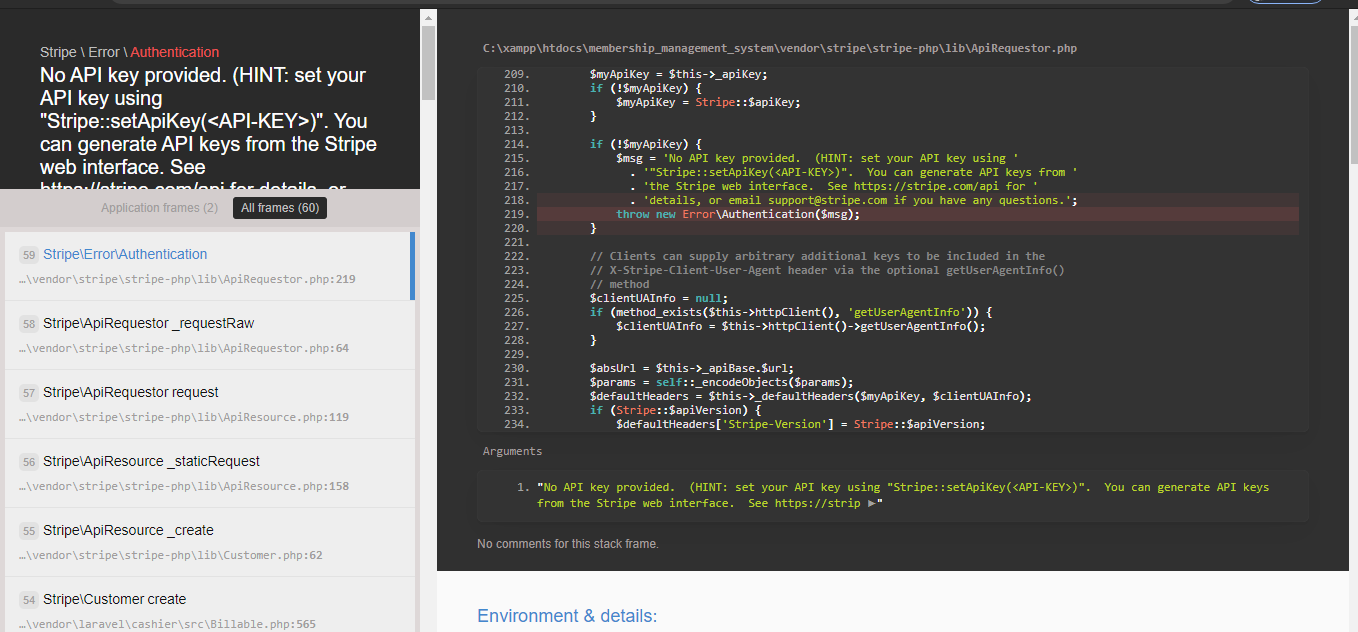 Stripe \ Error \ Authentication
No API key provided. (HINT: set your
API key using
"Stripe::setApiKey(<API-KEY>)". You
can generate API keys from the Stripe
web interface. See
https://stripe.com/api for details, or
Application frames (2)
All frames (60)
59 Stripe\Error\Authentication
…\vendor\stripe\stripe-php\lib\ApiRequestor.php:219
58 Stripe\ApiRequestor _requestRaw
…\vendor\stripe\stripe-php\lib\ApiRequestor.php:64
57 Stripe\ApiRequestor request
…\vendor\stripe\stripe-php\lib\ApiResource.php:119
56 Stripe\ApiResource _staticRequest
…\vendor\stripe\stripe-php\lib\ApiResource.php:158
55 Stripe\ApiResource _create
…\vendor\stripe\stripe-php\lib\Customer.php:62
54 Stripe\Customer create
…\vendor\laravel\cashier\src\Billable.php:565
C:\xampp\htdocs\membership_management_system\vendor\stripe\stripe-php\lib\ApiRequestor.php
209. $myApiKey = $this->_apiKey;
210. if (!$myApiKey) {
211. $myApiKey = Stripe::$apiKey;
212. }
213.
214. if (!$myApiKey) {
215. $msg = 'No API key provided.  (HINT: set your API key using '
216. . '"Stripe::setApiKey(<API-KEY>)".  You can generate API keys from '
217. . 'the Stripe web interface.  See https://stripe.com/api for '
218. . 'details, or email support@stripe.com if you have any questions.';
219. throw new Error\Authentication($msg);
220. }
221.
222. // Clients can supply arbitrary additional keys to be included in the
223. // X-Stripe-Client-User-Agent header via the optional getUserAgentInfo()
224. // method
225. $clientUAInfo = null;
226. if (method_exists($this->httpClient(), 'getUserAgentInfo')) {
227. $clientUAInfo = $this->httpClient()->getUserAgentInfo();
228. }
229.
230. $absUrl = $this->_apiBase.$url;
231. $params = self::_encodeObjects($params);
232. $defaultHeaders = $this->_defaultHeaders($myApiKey, $clientUAInfo);
233. if (Stripe::$apiVersion) {
234. $defaultHeaders['Stripe-Version'] = Stripe::$apiVersion;
Arguments
1. "No API key provided.  (HINT: set your API key using "Stripe::setApiKey(<API-KEY>)".  You can generate API keys
from the Stripe web interface.  See https://strip ►"
No comments for this stack frame.
Environment & details: